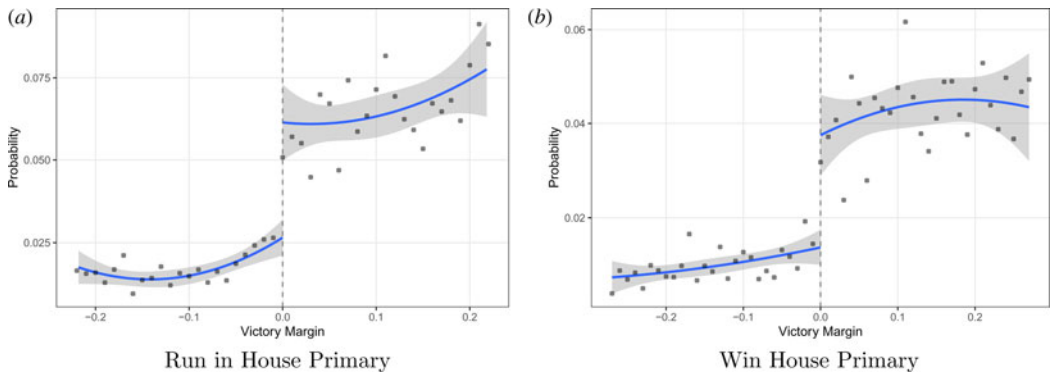 (a)
Probability
0.075
0.050
0.025
−0.2
−0.1
0.0
0.1
0.2
Victory Margin
Run in House Primary
(b)
Probability
0.06
0.04
0.02
−0.2
−0.1
0.0
0.1
0.2
Victory Margin
Win House Primary